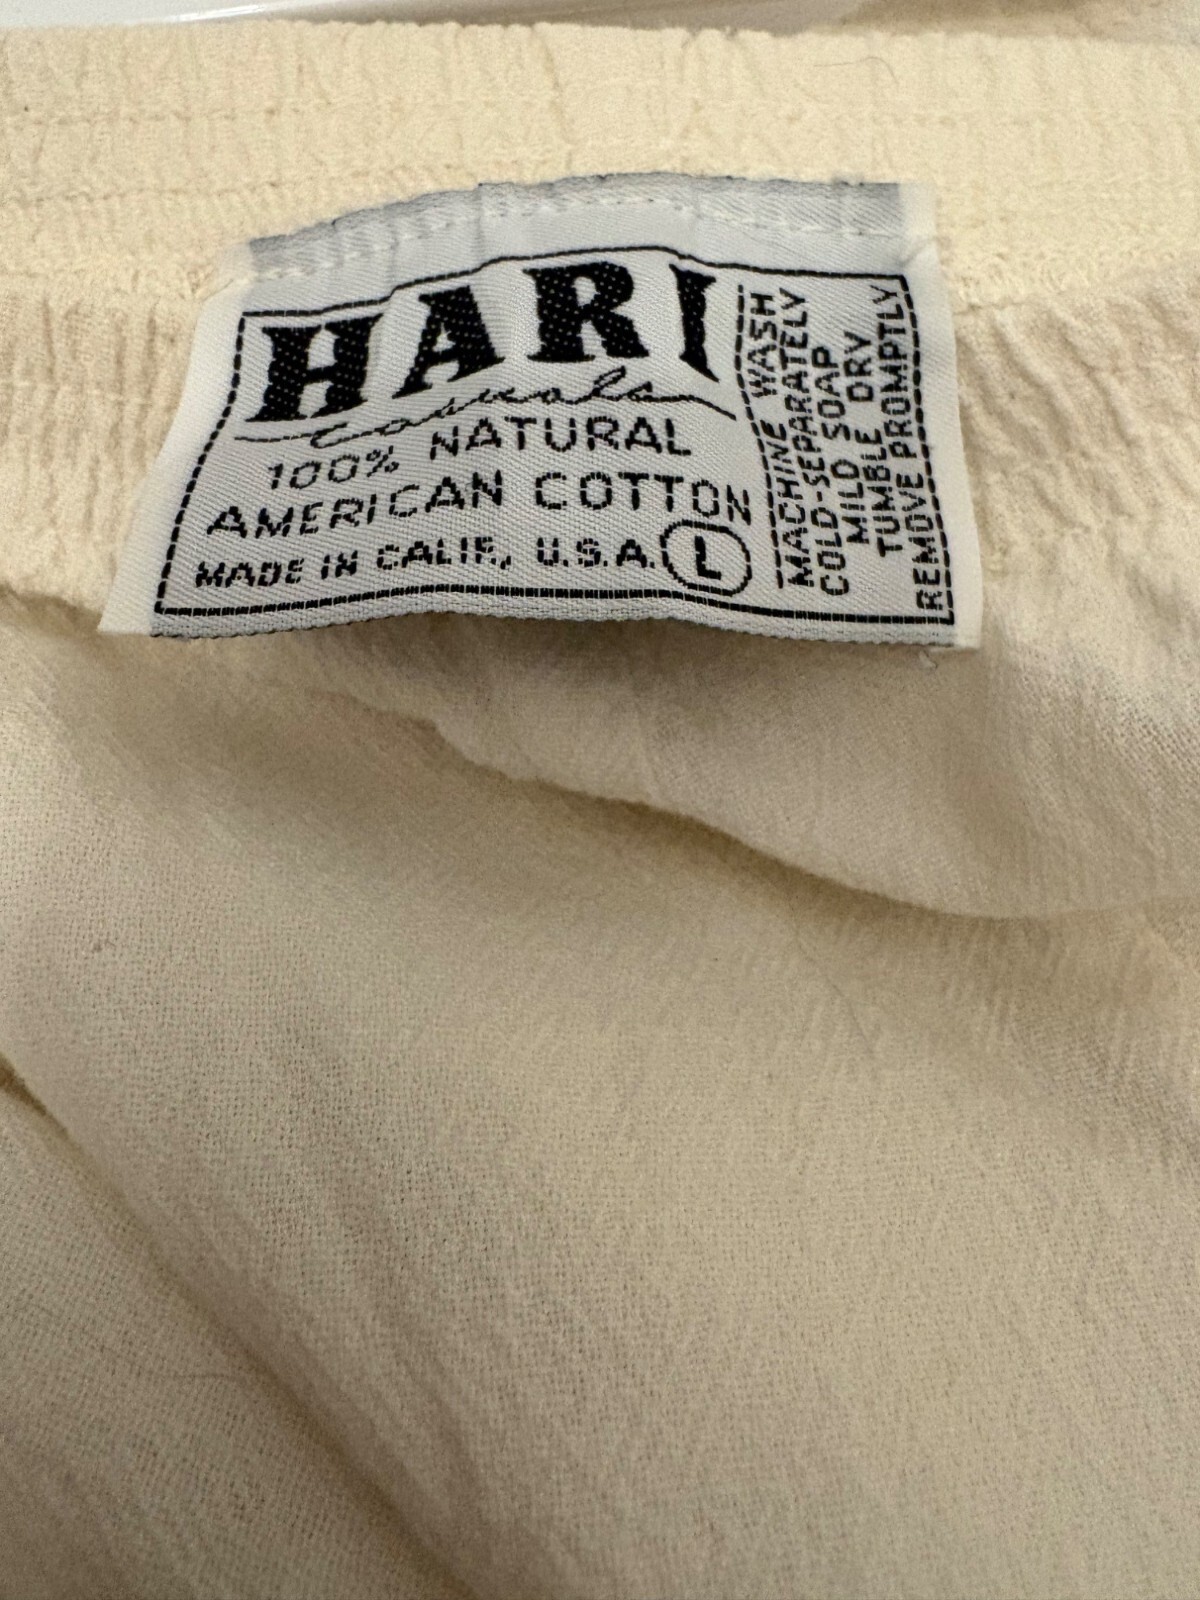 HARI
casuals
100% NATURAL
AMERICAN COTTON
MADE IN CALIF., U.S.A. L
MACHINE WASH
COLD-SEPARATELY
MILD SOAP
TUMBLE DRY
REMOVE PROMPTLY